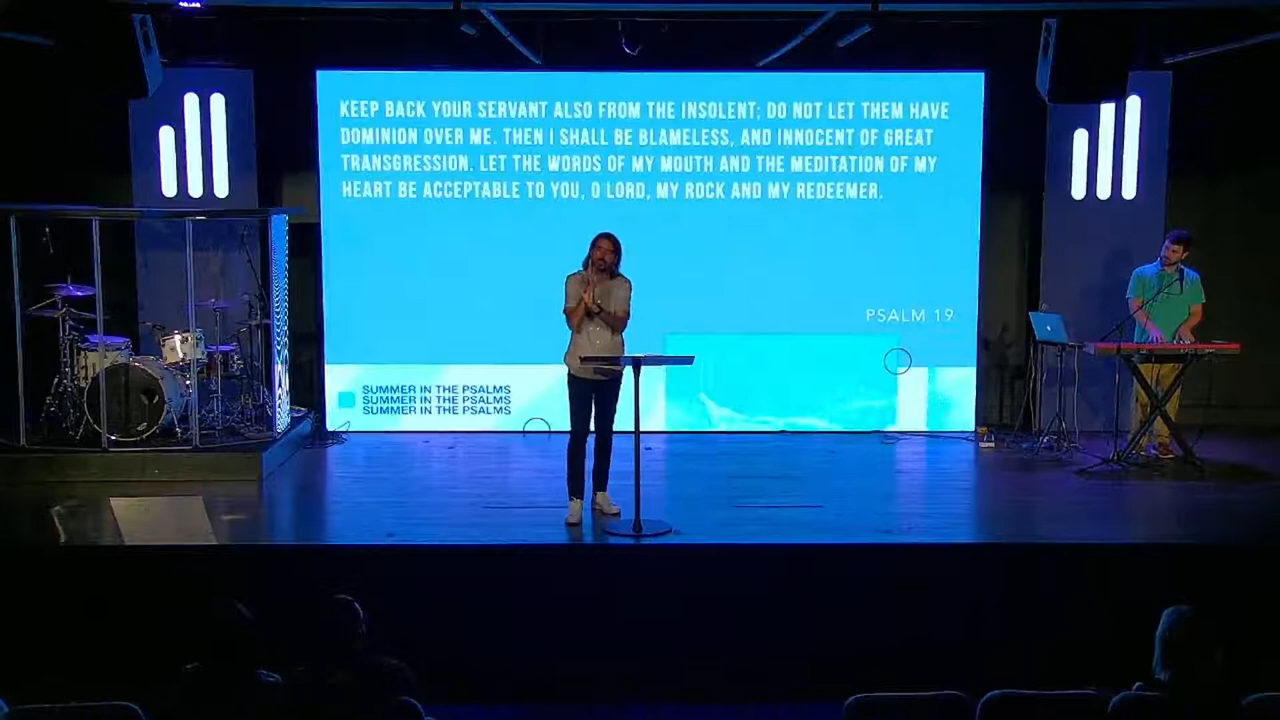 KEEP BACK YOUR SERVANT ALSO FROM THE INSOLENT; DO NOT LET THEM HAVE
DOMINION OVER ME. THEN I SHALL BE BLAMELESS, AND INNOCENT OF GREAT
TRANSGRESSION. LET THE WORDS OF MY MOUTH AND THE MEDITATION OF MY
HEART BE ACCEPTABLE TO YOU, O LORD, MY ROCK AND MY REDEEMER.
PSALM 19
SUMMER IN THE PSALMS
SUMMER IN THE PSALMS
SUMMER IN THE PSALMS